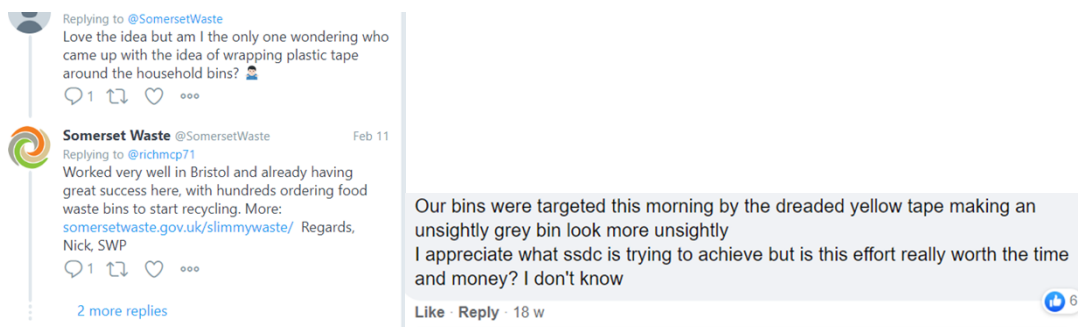 Replying to @SomersetWaste
Love the idea but am I the only one wondering who
came up with the idea of wrapping plastic tape
around the household bins? 🤷🏻‍♂️
1
Somerset Waste @SomersetWaste Feb 11
Replying to @richmcp71
Worked very well in Bristol and already having
great success here, with hundreds ordering food
waste bins to start recycling. More:
somersetwaste.gov.uk/slimmywaste/ Regards,
Nick, SWP
1
2 more replies
Our bins were targeted this morning by the dreaded yellow tape making an
unsightly grey bin look more unsightly
I appreciate what ssdc is trying to achieve but is this effort really worth the time
and money? I don't know
6
Like · Reply · 18 w